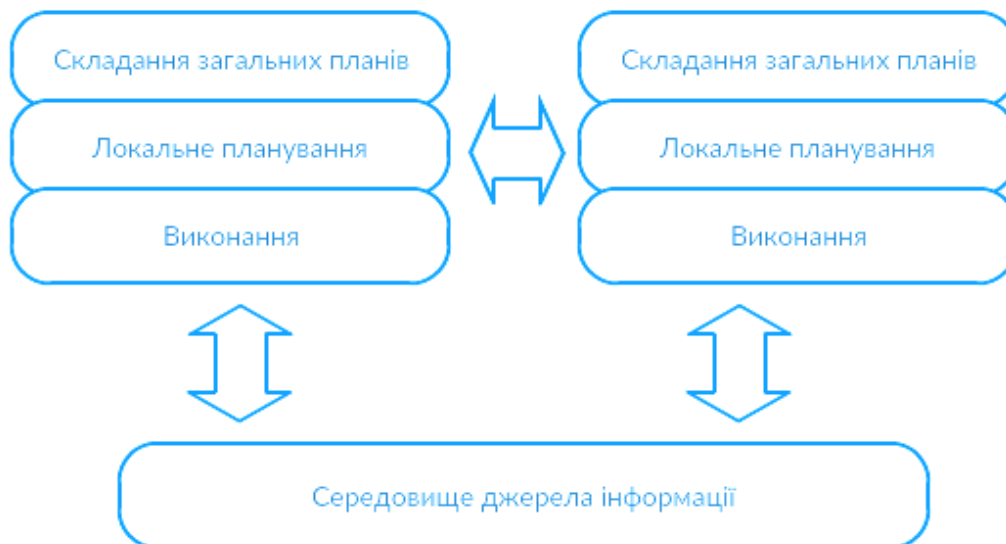 Складання загальних планів
Локальне планування
Виконання
Складання загальних планів
Локальне планування
Виконання
Середовище джерела інформації